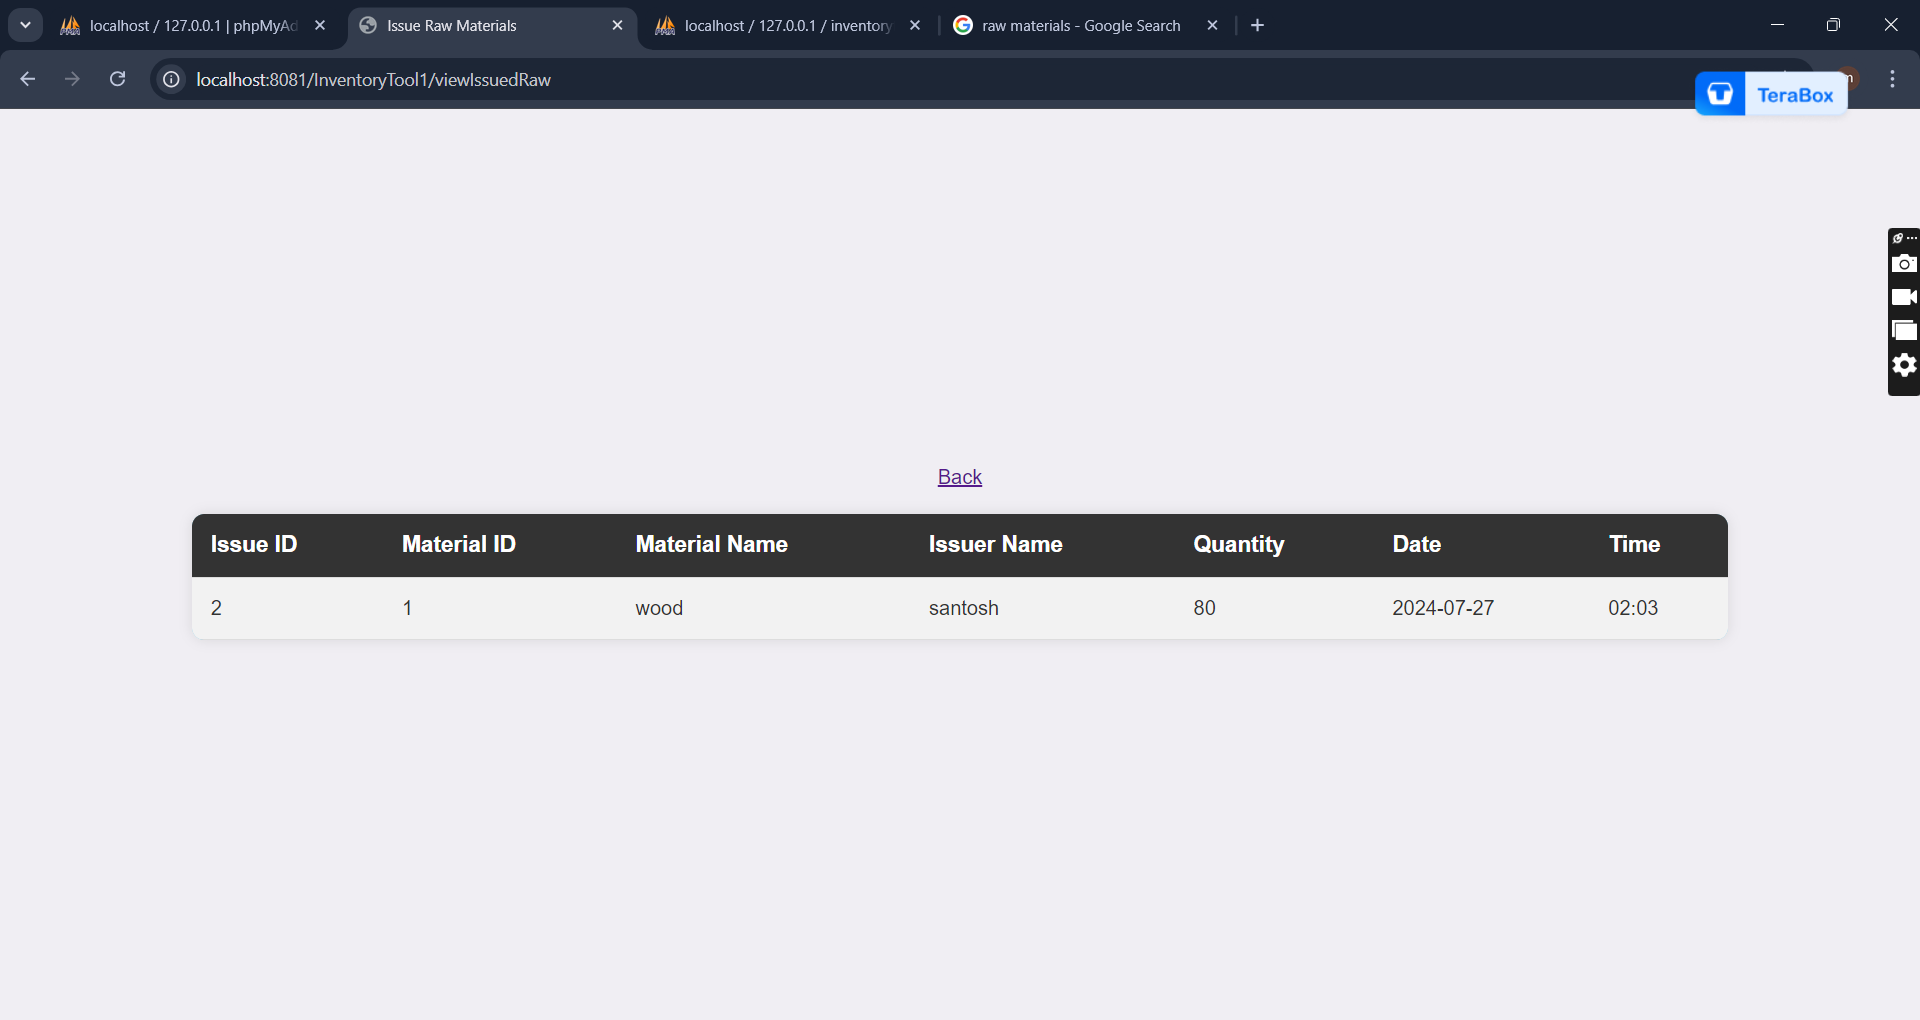 localhost / 127.0.0.1 | phpMyAd
Issue Raw Materials
localhost / 127.0.0.1 / inventory
raw materials - Google Search
localhost:8081/InventoryTool1/viewIssuedRaw
TeraBox
Back
Issue ID Material ID Material Name Issuer Name Quantity Date Time
2 1 wood santosh 80 2024-07-27 02:03